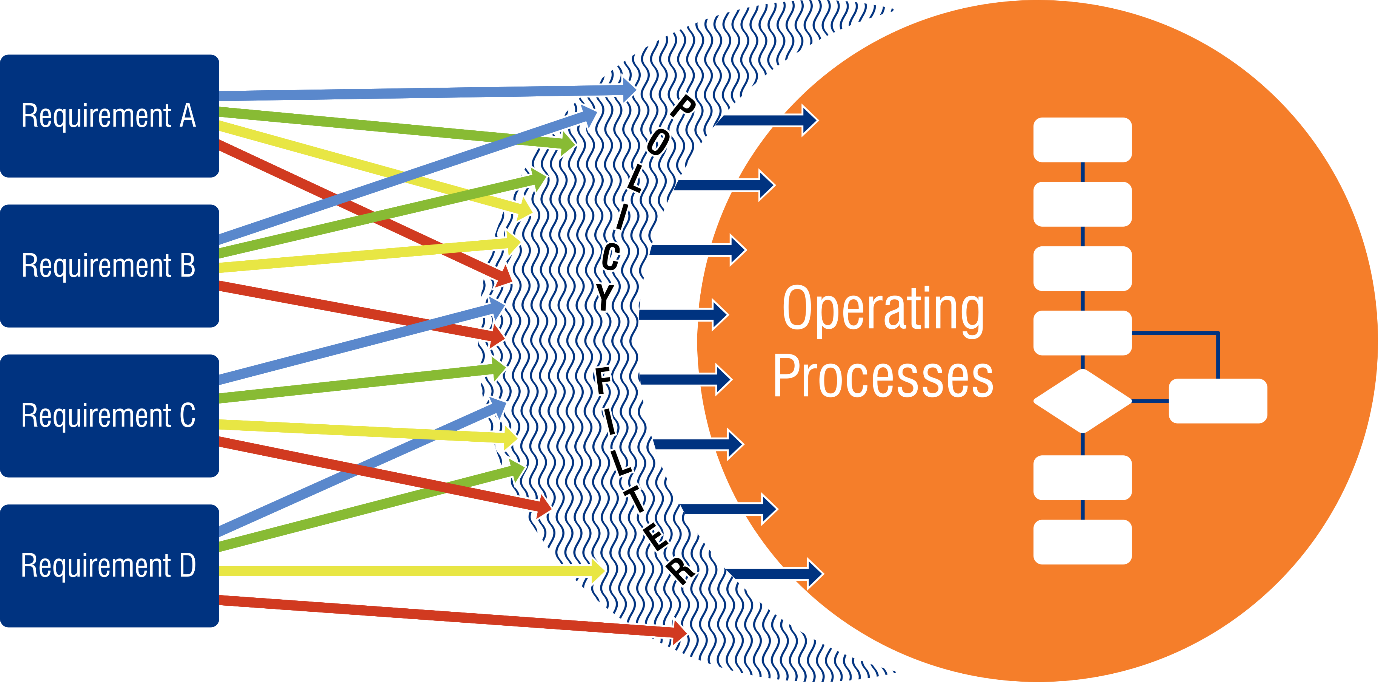 Requirement A
Requirement B
Requirement C
Requirement D
POLICY FILTER
Operating
Processes